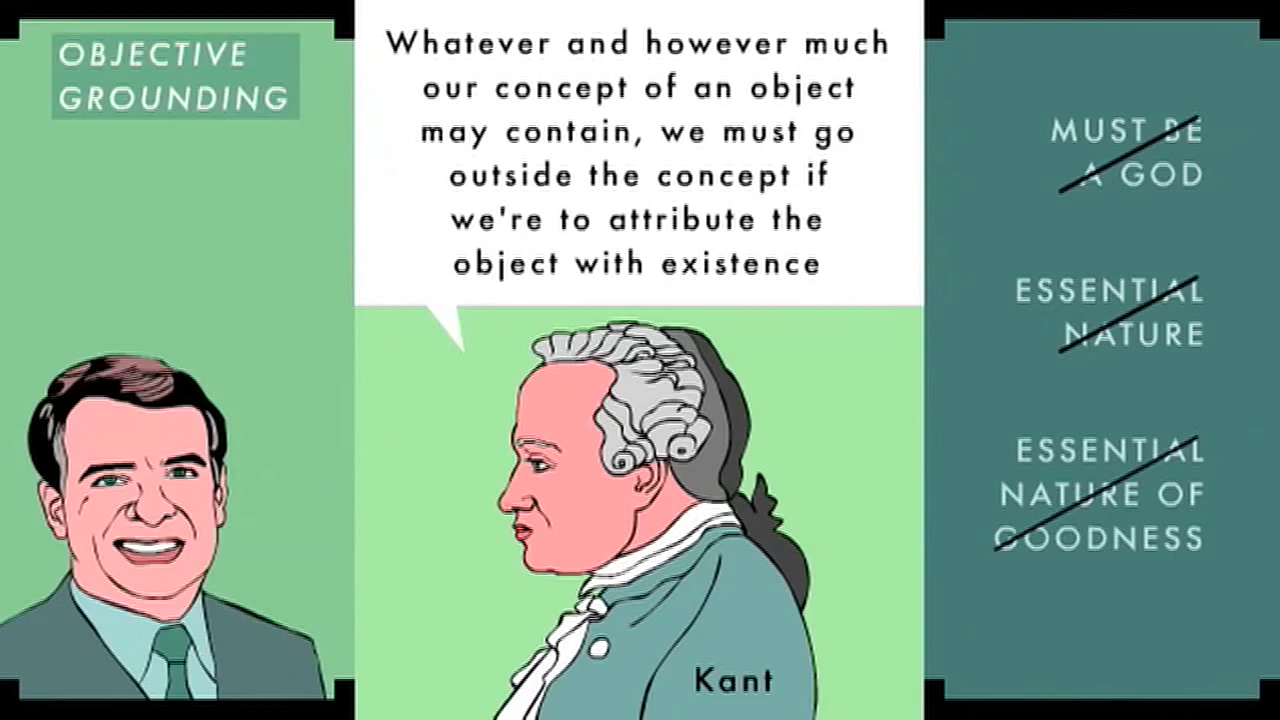 OBJECTIVE
GROUNDING
Whatever and however much
our concept of an object
may contain, we must go
outside the concept if
we're to attribute the
object with existence
Kant
MUST BE
A GOD
ESSENTIAL
NATURE
ESSENTIAL
NATURE OF
GOODNESS